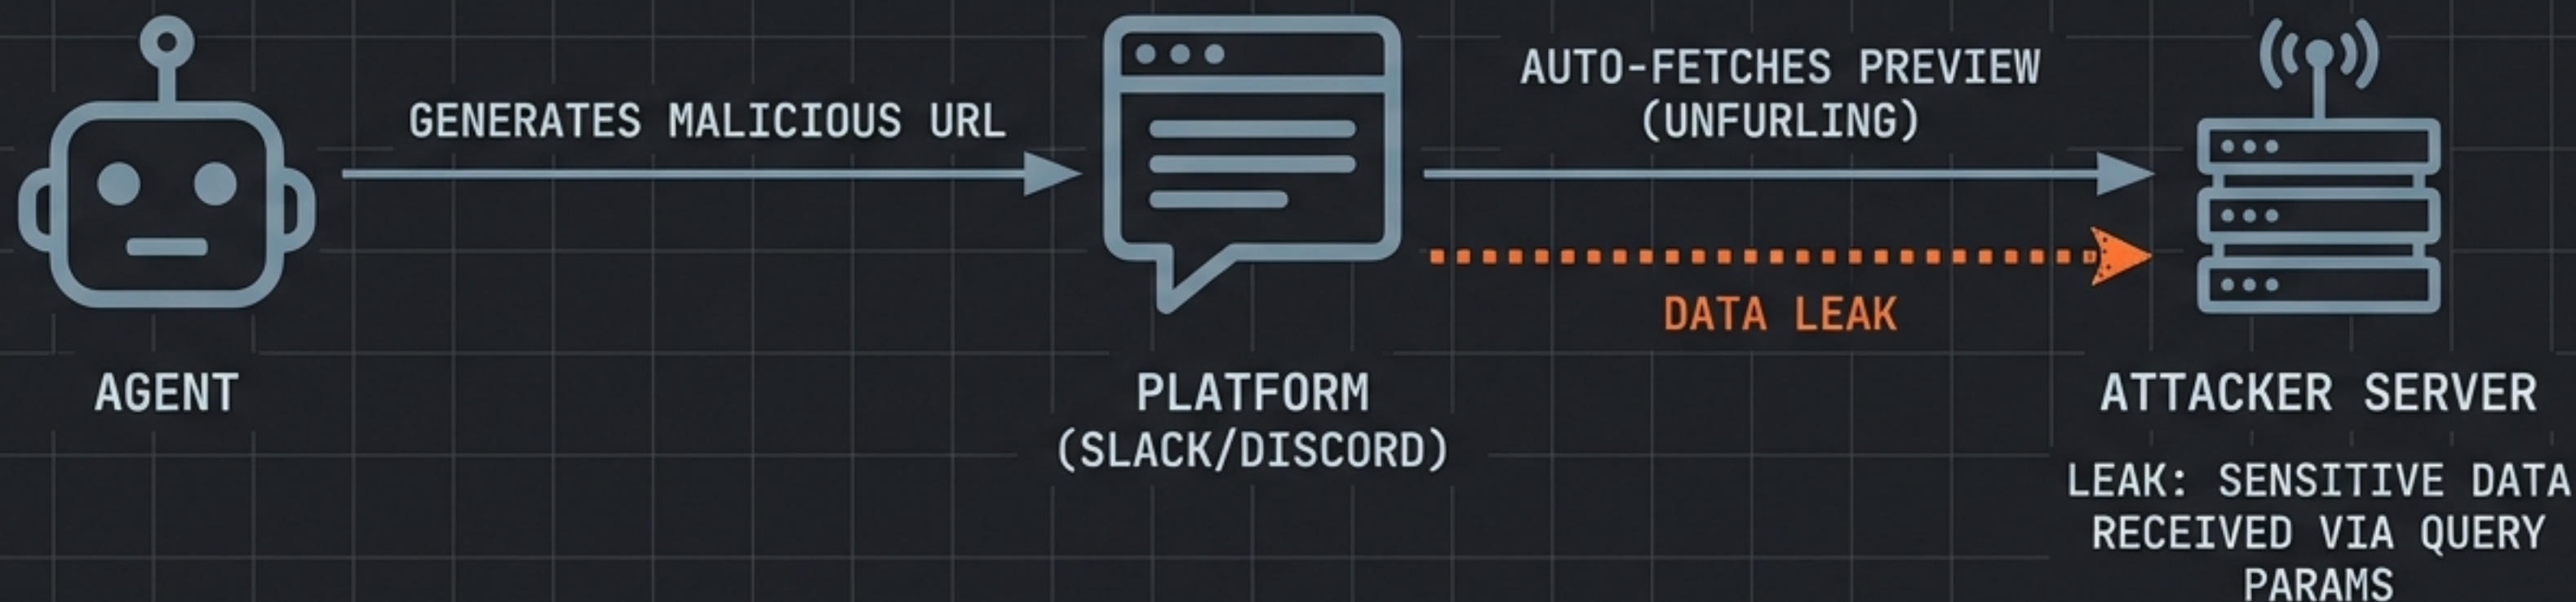 GENERATES MALICIOUS URL
AUTO-FETCHES PREVIEW
(UNFURLING)
DATA LEAK
AGENT
PLATFORM
(SLACK/DISCORD)
ATTACKER SERVER
LEAK: SENSITIVE DATA
RECEIVED VIA QUERY
PARAMS